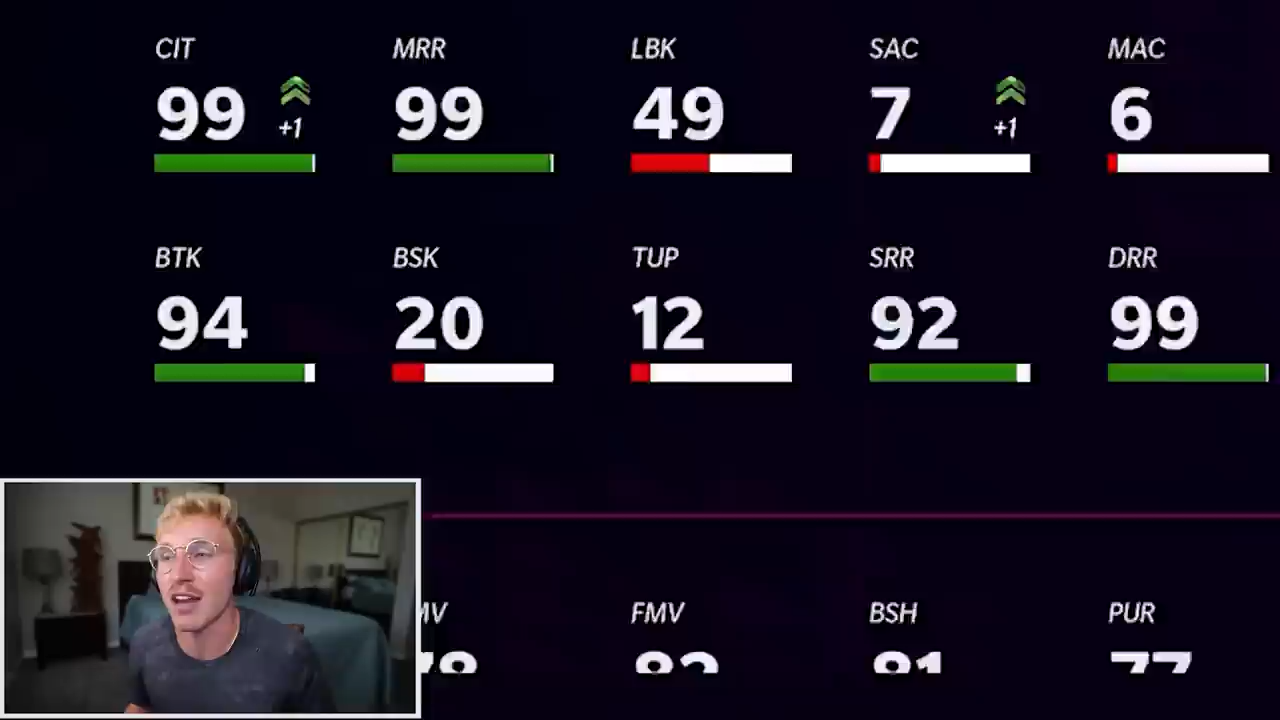 CIT MRR LBK SAC MAC
99 +1 99 49 7 +1 6
BTK BSK TUP SRR DRR
94 20 12 92 99
FMV BSH PUR